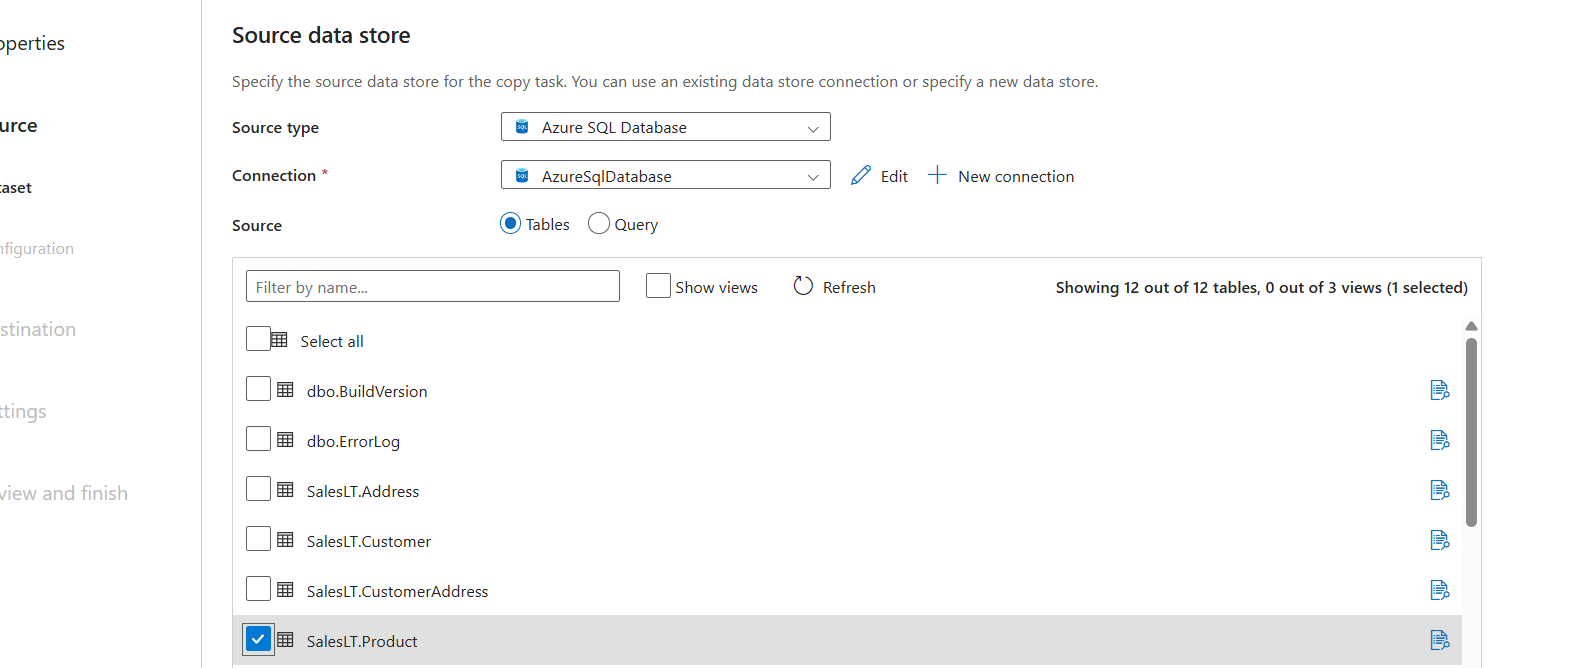 Source data store
operties
Specify the source data store for the copy task. You can use an existing data store connection or specify a new data store.
urce
Source type
Azure SQL Database
Connection *
AzureSqlDatabase
Edit
New connection
taset
Source
Tables
Query
nfiguration
Filter by name...
Show views
Refresh
Showing 12 out of 12 tables, 0 out of 3 views (1 selected)
stination
Select all
dbo.BuildVersion
ttings
dbo.ErrorLog
SalesLT.Address
view and finish
SalesLT.Customer
SalesLT.CustomerAddress
SalesLT.Product